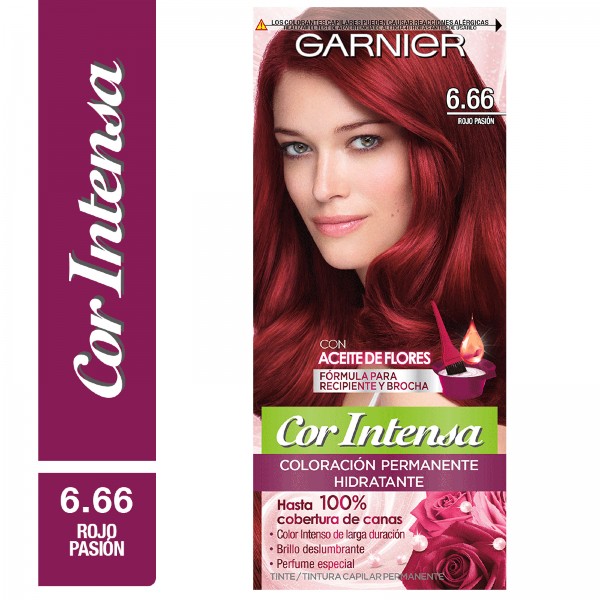 Cor Intensa
6.66
ROJO
PASIÓN
LOS COLORANTES CAPILARES PUEDEN CAUSAR REACCIONES ALÉRGICAS
GARNIER
6.66
ROJO PASIÓN
CON
ACEITE DE FLORES
FÓRMULA PARA
RECIPIENTE Y BROCHA
Cor Intensa
COLORACIÓN PERMANENTE
HIDRATANTE
Hasta 100%
cobertura de canas
• Color Intenso de larga duración
• Brillo deslumbrante
• Perfume especial
TINTE / TINTURA CAPILAR PERMANENTE